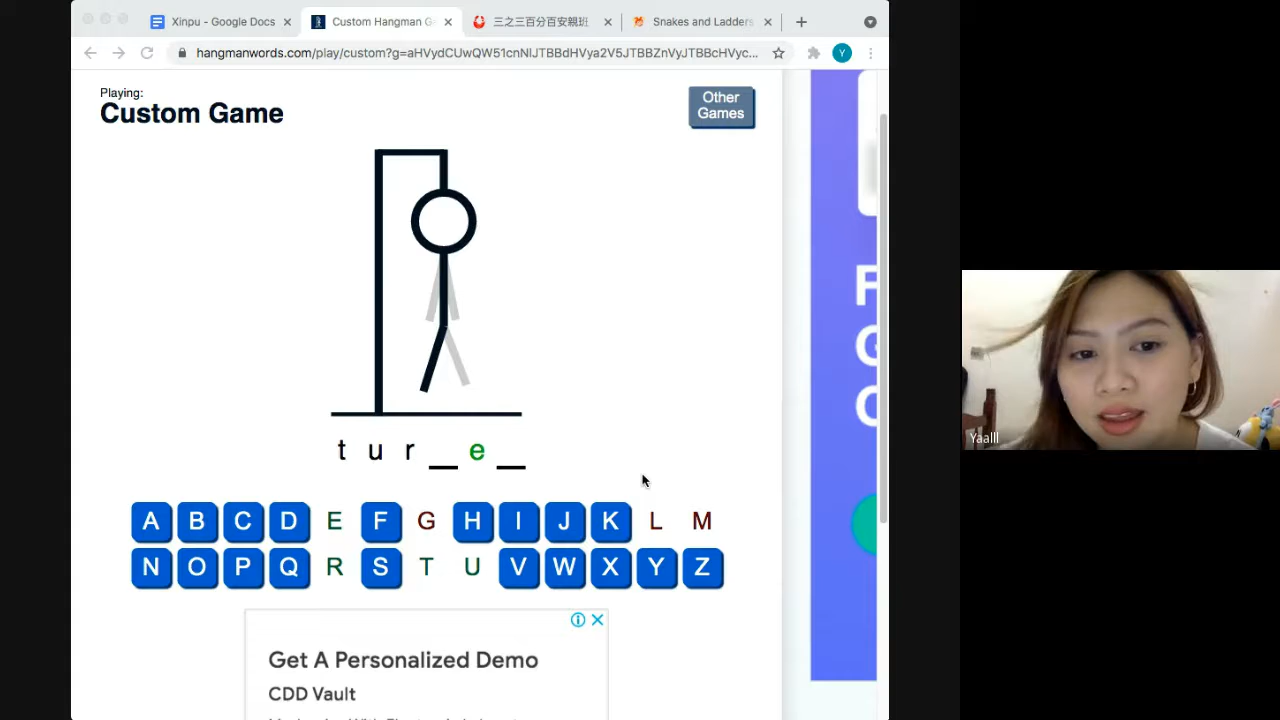 Xinpu - Google Docs
Custom Hangman G
三之三百分百安親班
Snakes and Ladders
hangmanwords.com/play/custom?g=aHVydCUwQW51cnNlJTBBdHVya2V5JTBBZnVyJTBBcHVyc...
Y
Playing:
Custom Game
Other
Games
t u r _ e _
A B C D E F G H I J K L M
N O P Q R S T U V W X Y Z
Get A Personalized Demo
CDD Vault
Yaalll